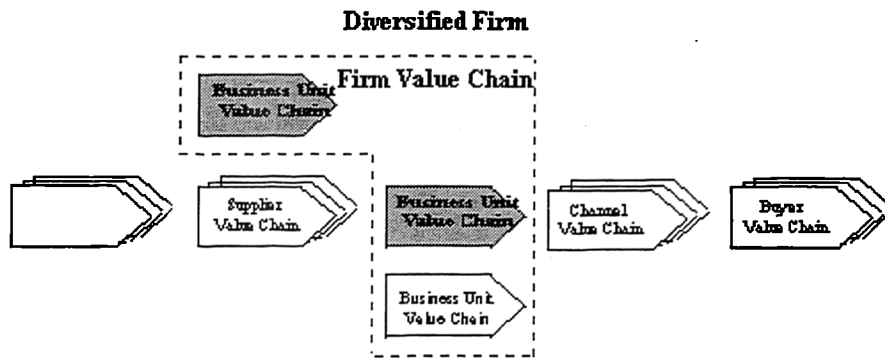 Diversified Firm
Firm Value Chain
Business Unit
Value Chain
Supplier
Value Chain
Business Unit
Value Chain
Channel
Value Chain
Buyer
Value Chain
Business Unit
Value Chain